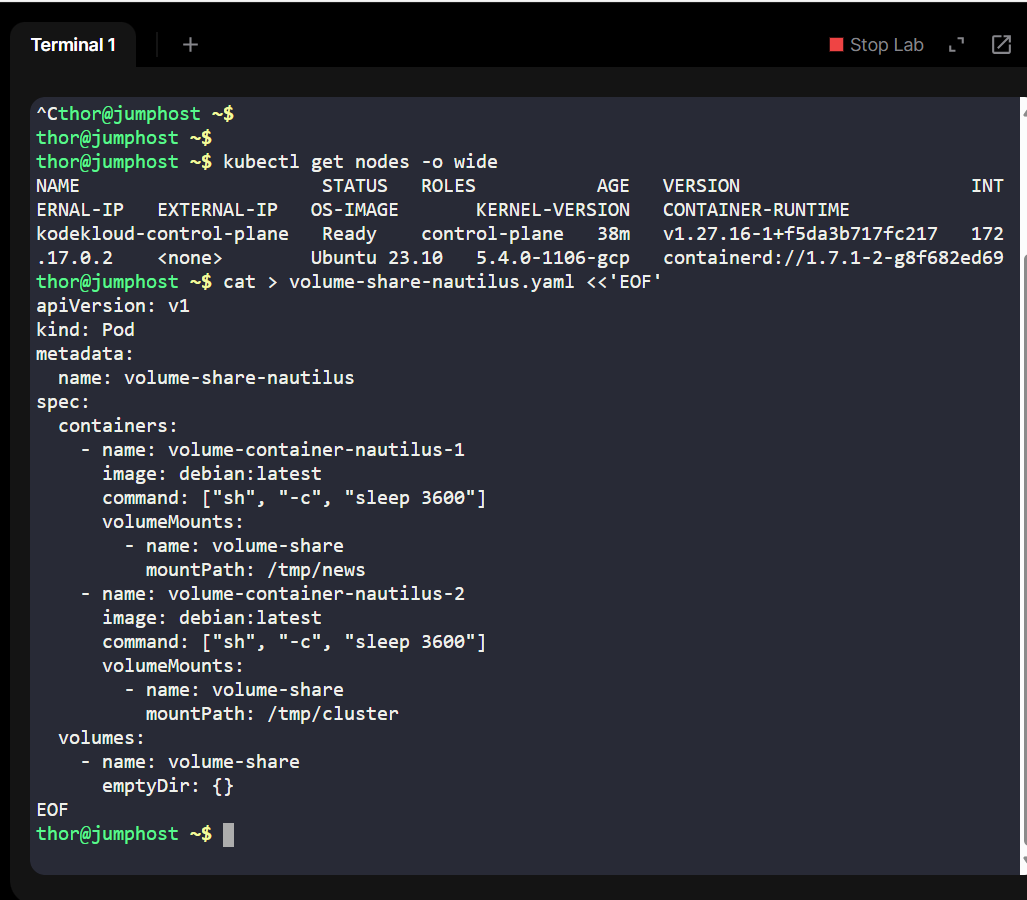 Terminal 1
+
Stop Lab
^Cthor@jumphost ~$
thor@jumphost ~$
thor@jumphost ~$ kubectl get nodes -o wide
NAME                      STATUS   ROLES           AGE   VERSION                     INT
ERNAL-IP   EXTERNAL-IP   OS-IMAGE       KERNEL-VERSION   CONTAINER-RUNTIME
kodekloud-control-plane   Ready    control-plane   38m   v1.27.16-1+f5da3b717fc217   172
.17.0.2    <none>        Ubuntu 23.10   5.4.0-1106-gcp   containerd://1.7.1-2-g8f682ed69
thor@jumphost ~$ cat > volume-share-nautilus.yaml <<'EOF'
apiVersion: v1
kind: Pod
metadata:
  name: volume-share-nautilus
spec:
  containers:
    - name: volume-container-nautilus-1
      image: debian:latest
      command: ["sh", "-c", "sleep 3600"]
      volumeMounts:
        - name: volume-share
          mountPath: /tmp/news
    - name: volume-container-nautilus-2
      image: debian:latest
      command: ["sh", "-c", "sleep 3600"]
      volumeMounts:
        - name: volume-share
          mountPath: /tmp/cluster
  volumes:
    - name: volume-share
      emptyDir: {}
EOF
thor@jumphost ~$